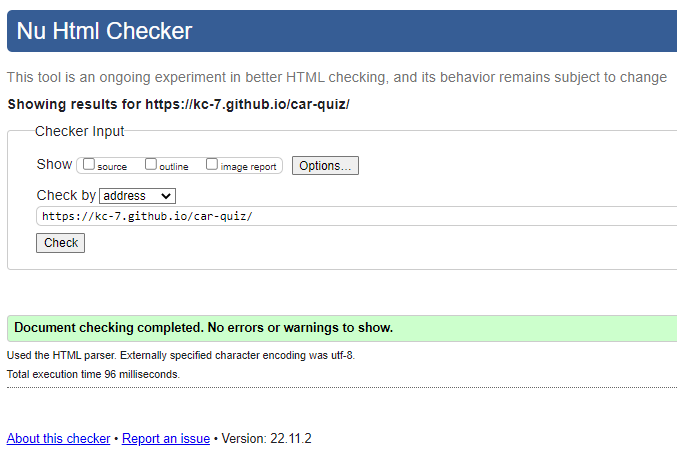 Nu Html Checker
This tool is an ongoing experiment in better HTML checking, and its behavior remains subject to change
Showing results for https://kc-7.github.io/car-quiz/
Checker Input
Show source outline image report Options...
Check by address
https://kc-7.github.io/car-quiz/
Check
Document checking completed. No errors or warnings to show.
Used the HTML parser. Externally specified character encoding was utf-8.
Total execution time 96 milliseconds.
About this checker • Report an issue • Version: 22.11.2